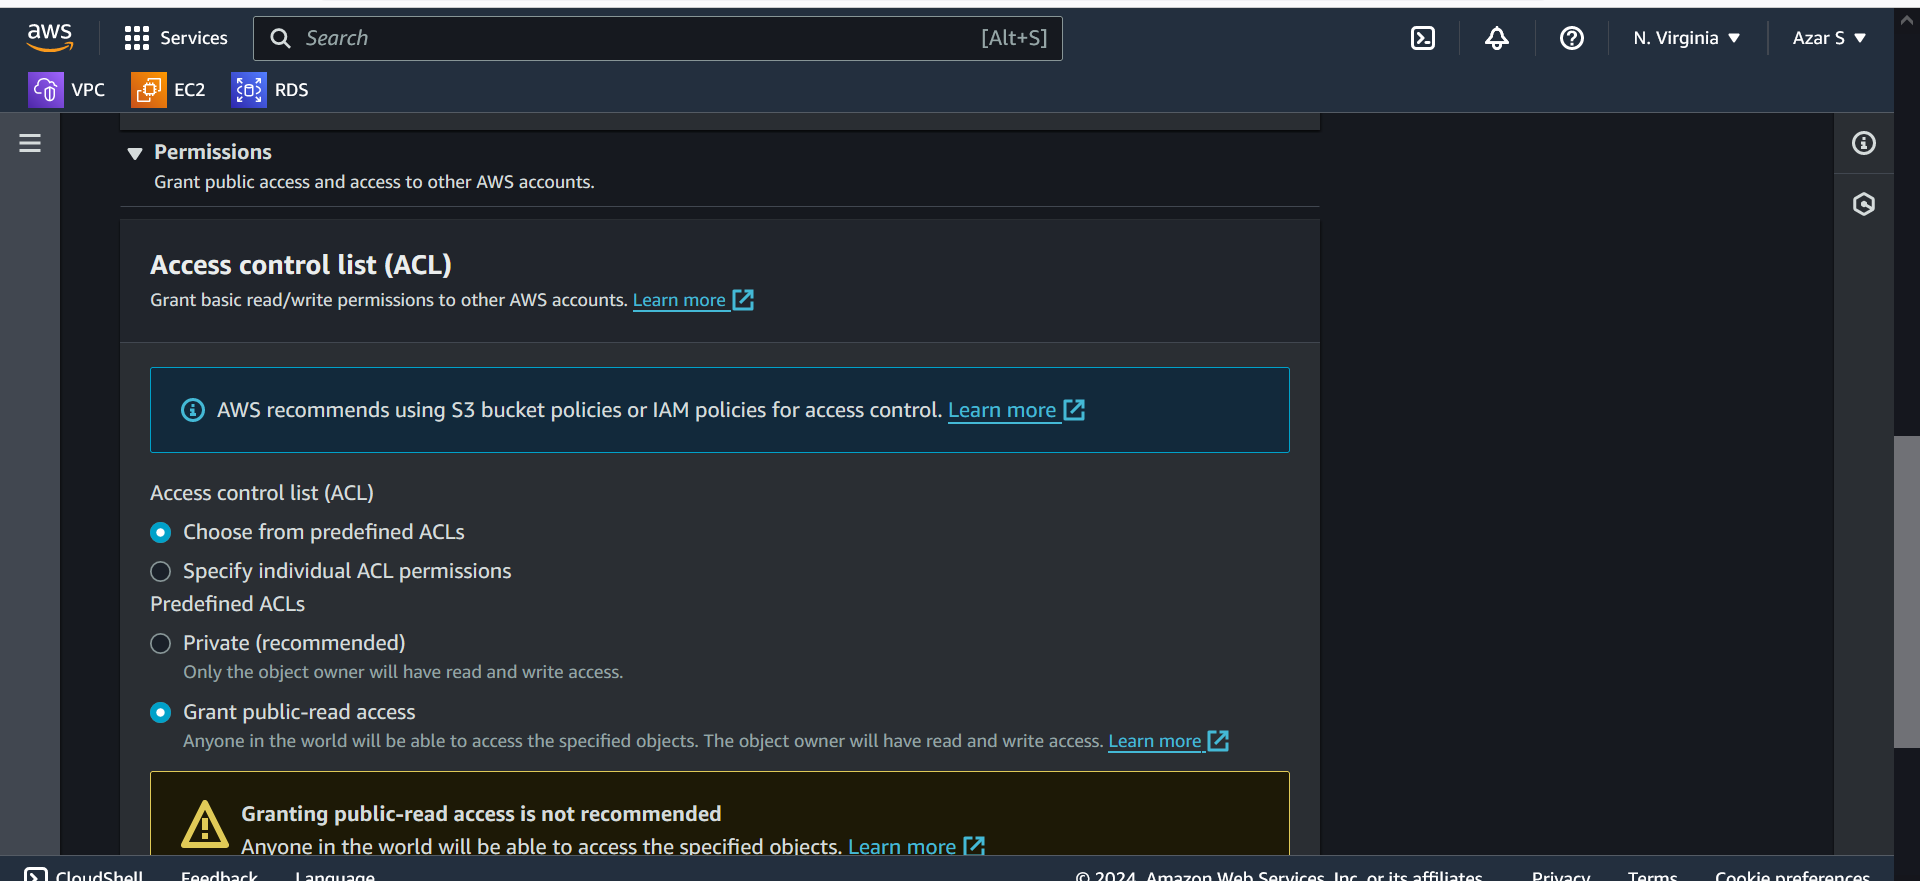 aws Services Search [Alt+S] N. Virginia Azar S
VPC EC2 RDS
Permissions
Grant public access and access to other AWS accounts.
Access control list (ACL)
Grant basic read/write permissions to other AWS accounts. Learn more
AWS recommends using S3 bucket policies or IAM policies for access control. Learn more
Access control list (ACL)
Choose from predefined ACLs
Specify individual ACL permissions
Predefined ACLs
Private (recommended)
Only the object owner will have read and write access.
Grant public-read access
Anyone in the world will be able to access the specified objects. The object owner will have read and write access. Learn more
Granting public-read access is not recommended
Anyone in the world will be able to access the specified objects. Learn more
CloudShell Feedback Language © 2024, Amazon Web Services, Inc. or its affiliates. Privacy Terms Cookie preferences